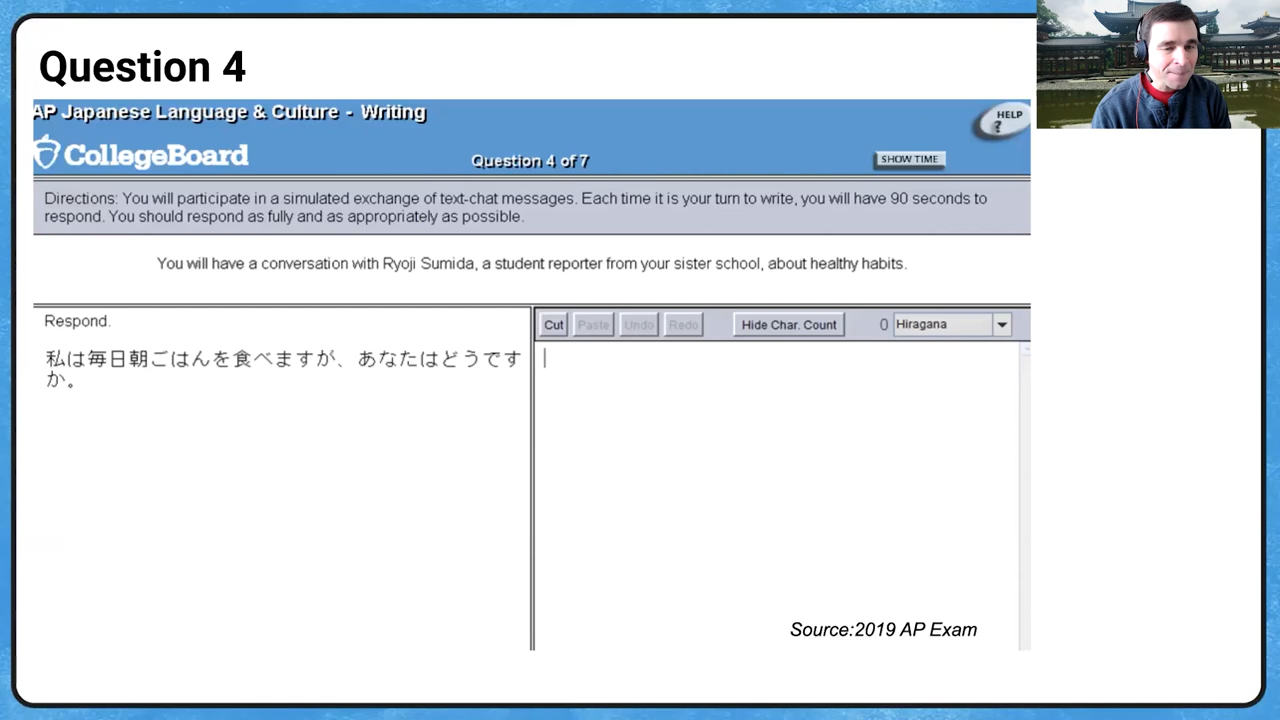 Question 4
AP Japanese Language & Culture - Writing
HELP
?
CollegeBoard
Question 4 of 7
SHOW TIME
Directions: You will participate in a simulated exchange of text-chat messages. Each time it is your turn to write, you will have 90 seconds to
respond. You should respond as fully and as appropriately as possible.
You will have a conversation with Ryoji Sumida, a student reporter from your sister school, about healthy habits.
Respond.
私は毎日朝ごはんを食べますが、あなたはどうです
か。
Cut Paste Undo Redo Hide Char. Count 0 Hiragana
Source:2019 AP Exam